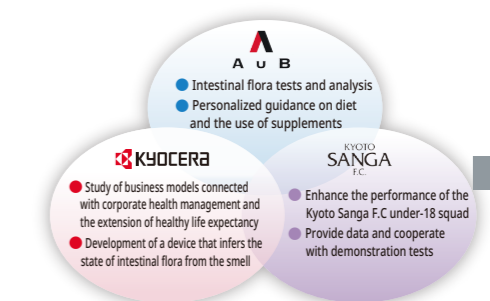 AuB
Intestinal flora tests and analysis
Personalized guidance on diet
and the use of supplements
KYOCERA
Study of business models connected
with corporate health management and
the extension of healthy life expectancy
Development of a device that infers the
state of intestinal flora from the smell
KYOTO
SANGA
F.C.
Enhance the performance of the
Kyoto Sanga F.C under-18 squad
Provide data and cooperate
with demonstration tests